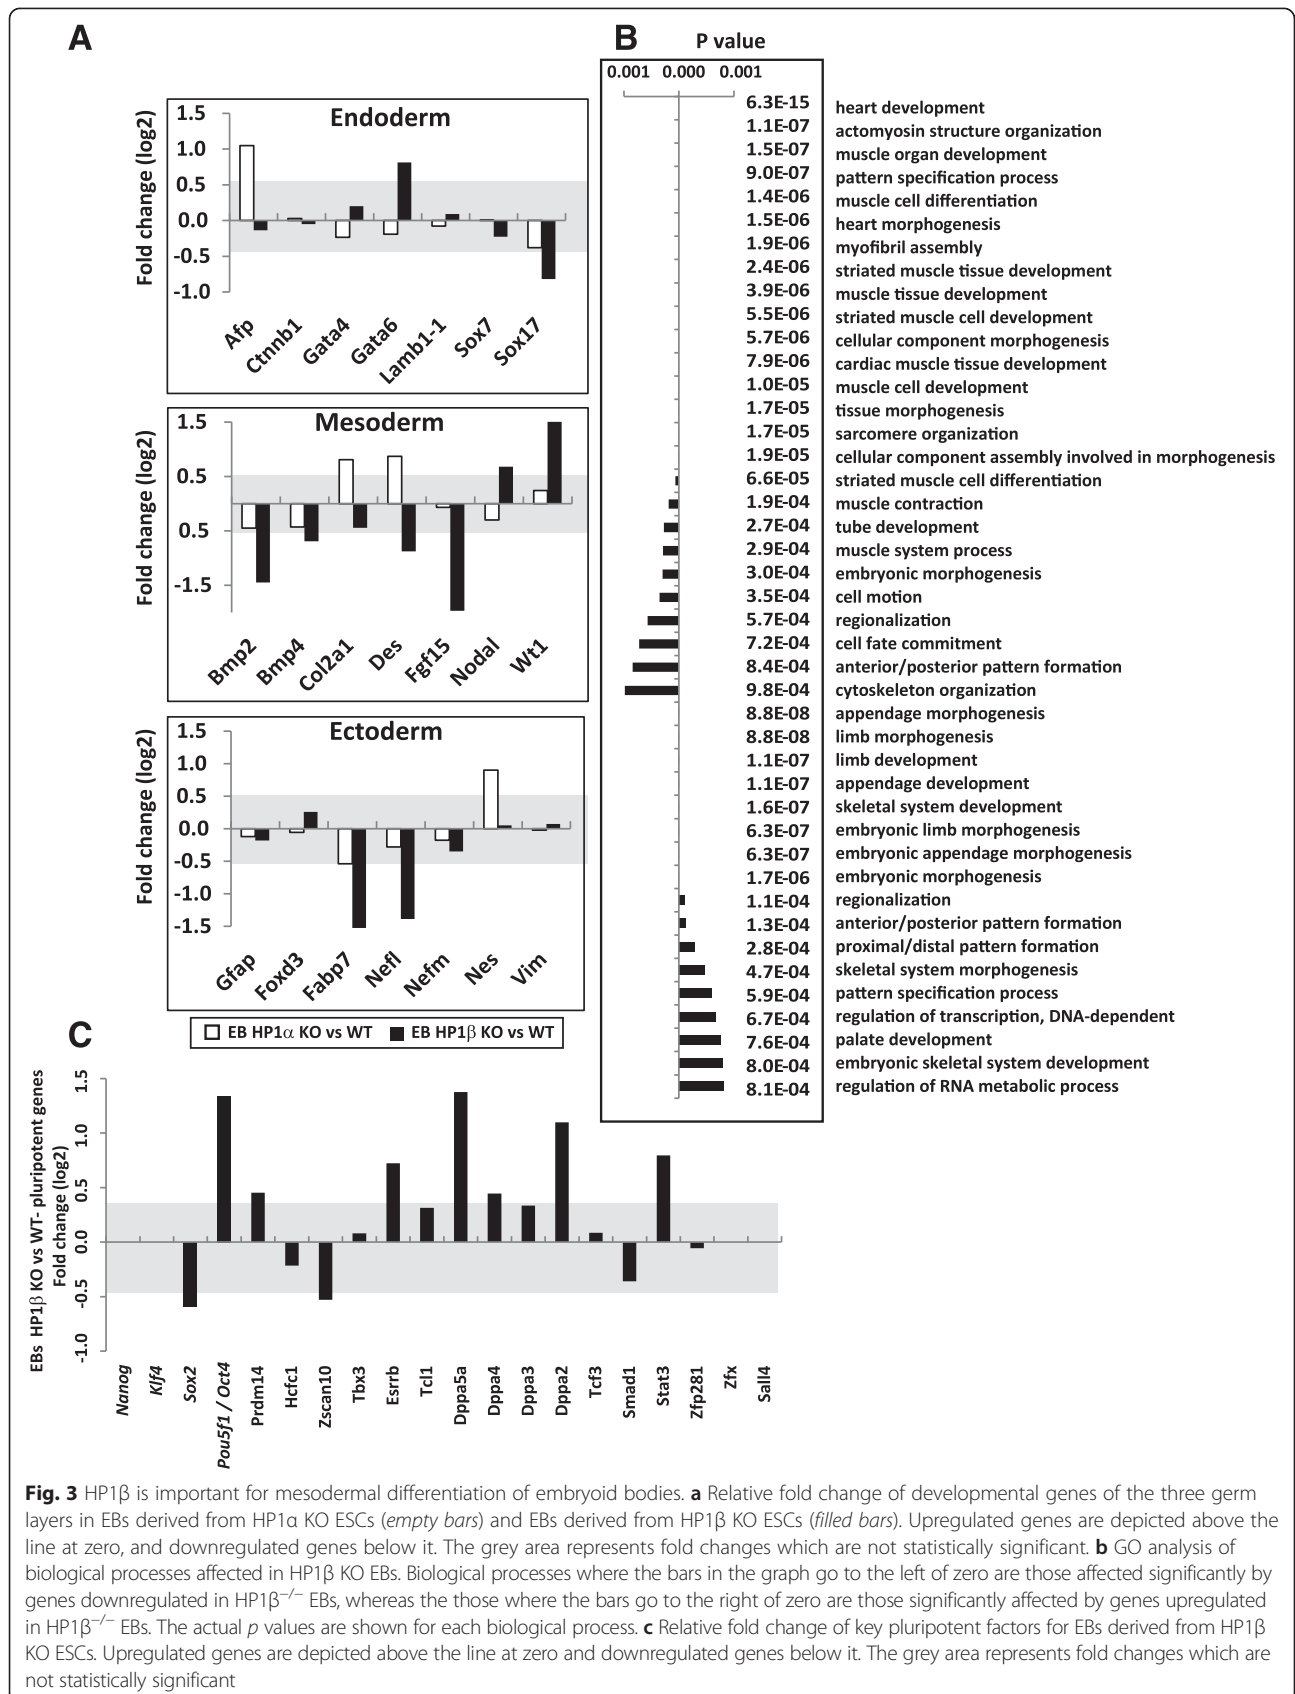 A
Endoderm
Fold change (log2)
1.5
1.0
0.5
0.0
-0.5
-1.0
Afp
Ctnnb1
Gata4
Gata6
Lamb1-1
Sox7
Sox17
Mesoderm
Fold change (log2)
1.5
0.5
0.5
-1.5
Bmp2
Bmp4
Col2a1
Des
Fgf15
Nodal
Wt1
Ectoderm
Fold change (log2)
1.5
1.0
0.5
0.0
-0.5
-1.0
-1.5
Gfap
Foxd3
Fabp7
Nefl
Nefm
Nes
Vim
EB HP1α KO vs WT
EB HP1β KO vs WT
B
P value
0.001 0.000 0.001
6.3E-15 heart development
1.1E-07 actomyosin structure organization
1.5E-07 muscle organ development
9.0E-07 pattern specification process
1.4E-06 muscle cell differentiation
1.5E-06 heart morphogenesis
1.9E-06 myofibril assembly
2.4E-06 striated muscle tissue development
3.9E-06 muscle tissue development
5.5E-06 striated muscle cell development
5.7E-06 cellular component morphogenesis
7.9E-06 cardiac muscle tissue development
1.0E-05 muscle cell development
1.7E-05 tissue morphogenesis
1.7E-05 sarcomere organization
1.9E-05 cellular component assembly involved in morphogenesis
6.6E-05 striated muscle cell differentiation
1.9E-04 muscle contraction
2.7E-04 tube development
2.9E-04 muscle system process
3.0E-04 embryonic morphogenesis
3.5E-04 cell motion
5.7E-04 regionalization
7.2E-04 cell fate commitment
8.4E-04 anterior/posterior pattern formation
9.8E-04 cytoskeleton organization
8.8E-08 appendage morphogenesis
8.8E-08 limb morphogenesis
1.1E-07 limb development
1.1E-07 appendage development
1.6E-07 skeletal system development
6.3E-07 embryonic limb morphogenesis
6.3E-07 embryonic appendage morphogenesis
1.7E-06 embryonic morphogenesis
1.1E-04 regionalization
1.3E-04 anterior/posterior pattern formation
2.8E-04 proximal/distal pattern formation
4.7E-04 skeletal system morphogenesis
5.9E-04 pattern specification process
6.7E-04 regulation of transcription, DNA-dependent
7.6E-04 palate development
8.0E-04 embryonic skeletal system development
8.1E-04 regulation of RNA metabolic process
C
EBs HP1β KO vs WT- pluripotent genes
Fold change (log2)
1.5
1.0
0.5
0.0
-0.5
-1.0
Nanog
Klf4
Sox2
Pou5f1 / Oct4
Prdm14
Hcfc1
Zscan10
Tbx3
Esrrb
Tcl1
Dppa5a
Dppa4
Dppa3
Dppa2
Tcf3
Smad1
Stat3
Zfp281
Zfx
Sall4
Fig. 3 HP1β is important for mesodermal differentiation of embryoid bodies. a Relative fold change of developmental genes of the three germ
layers in EBs derived from HP1α KO ESCs (empty bars) and EBs derived from HP1β KO ESCs (filled bars). Upregulated genes are depicted above the
line at zero, and downregulated genes below it. The grey area represents fold changes which are not statistically significant. b GO analysis of
biological processes affected in HP1β KO EBs. Biological processes where the bars in the graph go to the left of zero are those affected significantly by
genes downregulated in HP1β−/− EBs, whereas the those where the bars go to the right of zero are those significantly affected by genes upregulated
in HP1β−/− EBs. The actual p values are shown for each biological process. c Relative fold change of key pluripotent factors for EBs derived from HP1β
KO ESCs. Upregulated genes are depicted above the line at zero and downregulated genes below it. The grey area represents fold changes which are
not statistically significant